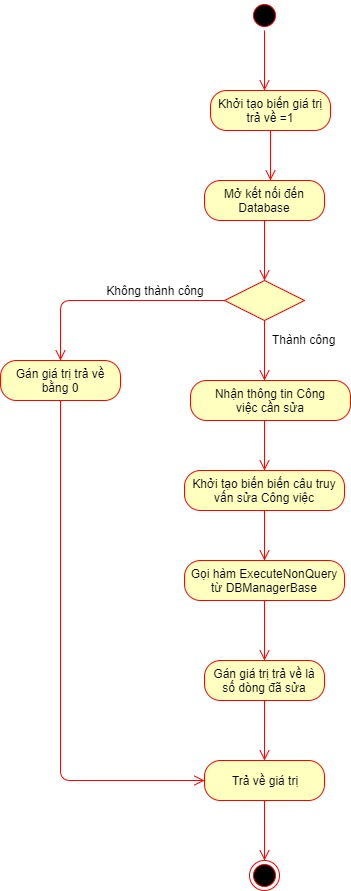 Khởi tạo biến giá trị
trả về =1
Mở kết nối đến
Database
Không thành công
Thành công
Gán giá trị trả về
bằng 0
Nhận thông tin Công
việc cần sửa
Khởi tạo biến biến câu truy
vấn sửa Công việc
Gọi hàm ExecuteNonQuery
từ DBManagerBase
Gán giá trị trả về là
số dòng đã sửa
Trả về giá trị